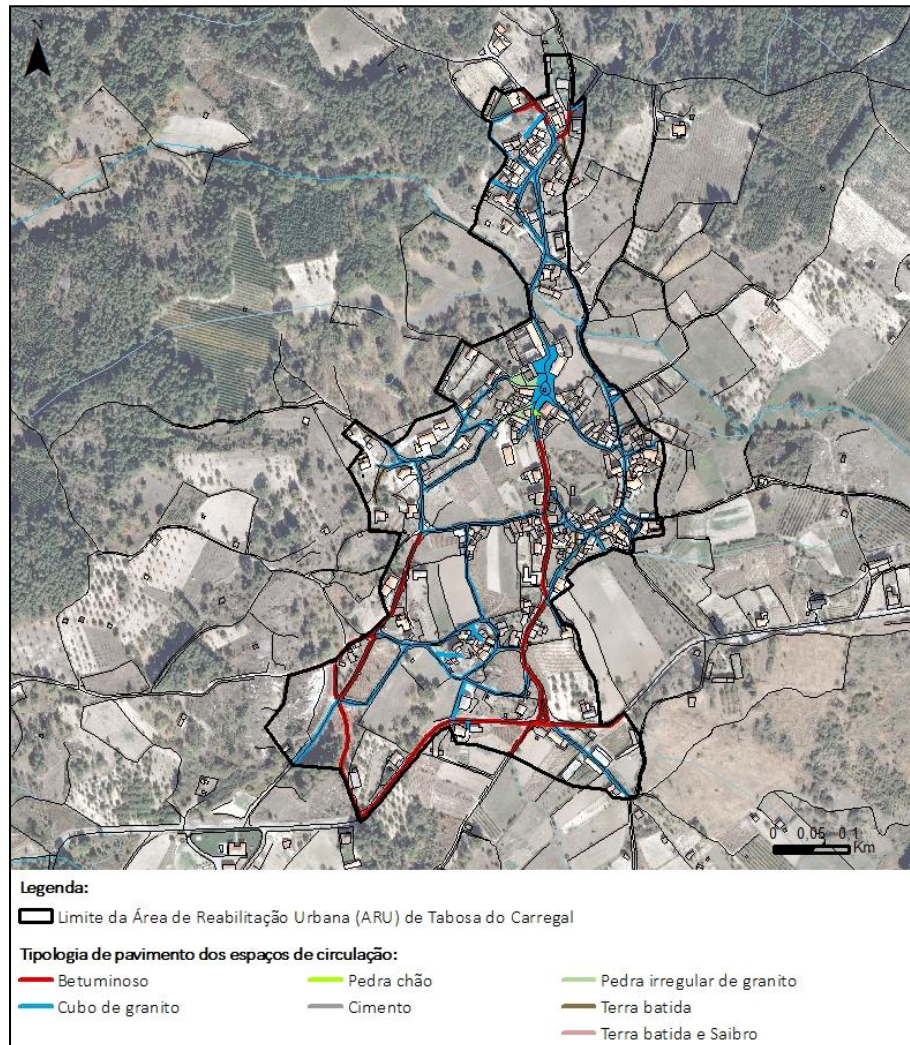 N
0 0,05 0,1
Km
Legenda:
Limite da Área de Reabilitação Urbana (ARU) de Tabosa do Carregal
Tipologia de pavimento dos espaços de circulação:
Betuminoso
Pedra chão
Pedra irregular de granito
Cubo de granito
Cimento
Terra batida
Terra batida e Saibro